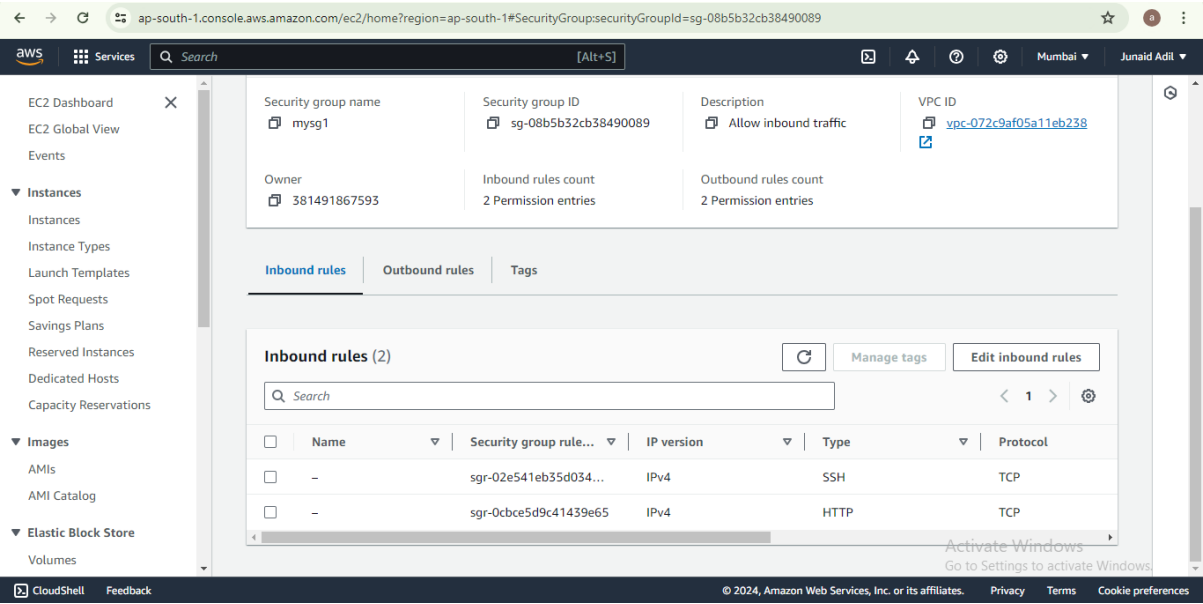 ap-south-1.console.aws.amazon.com/ec2/home?region=ap-south-1#SecurityGroup:securityGroupId=sg-08b5b32cb38490089
a
aws
Services
Search
[Alt+S]
Mumbai
Junaid Adil
EC2 Dashboard
EC2 Global View
Events
Instances
Instances
Instance Types
Launch Templates
Spot Requests
Savings Plans
Reserved Instances
Dedicated Hosts
Capacity Reservations
Images
AMIs
AMI Catalog
Elastic Block Store
Volumes
Security group name
mysg1
Security group ID
sg-08b5b32cb38490089
Description
Allow inbound traffic
VPC ID
vpc-072c9af05a11eb238
Owner
381491867593
Inbound rules count
2 Permission entries
Outbound rules count
2 Permission entries
Inbound rules
Outbound rules
Tags
Inbound rules (2)
Manage tags
Edit inbound rules
Search
1
Name Security group rule... IP version Type Protocol
– sgr-02e541eb35d034... IPv4 SSH TCP
– sgr-0cbce5d9c41439e65 IPv4 HTTP TCP
Activate Windows
Go to Settings to activate Windows.
CloudShell
Feedback
© 2024, Amazon Web Services, Inc. or its affiliates.
Privacy
Terms
Cookie preferences